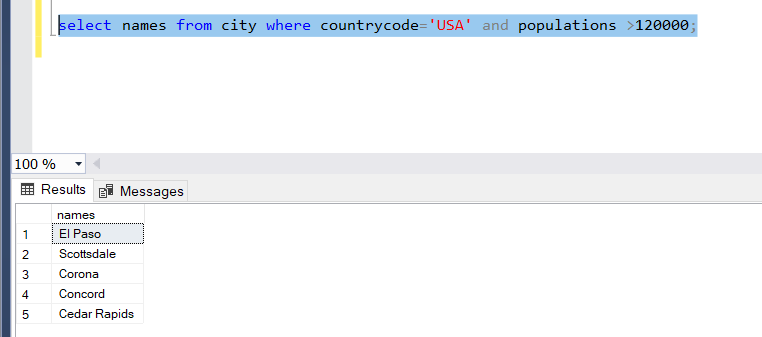 select names from city where countrycode='USA' and populations >120000;
100 %
Results Messages
names
1 El Paso
2 Scottsdale
3 Corona
4 Concord
5 Cedar Rapids